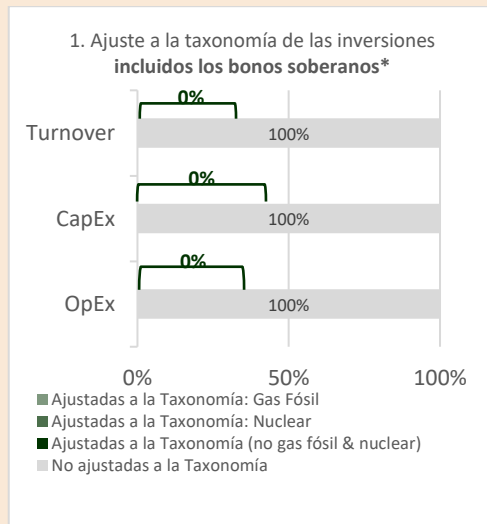 1. Ajuste a la taxonomía de las inversiones
incluidos los bonos soberanos*
0%
Turnover 100%
0%
CapEx 100%
0%
OpEx 100%
0% 50% 100%
Ajustadas a la Taxonomía: Gas Fósil
Ajustadas a la Taxonomía: Nuclear
Ajustadas a la Taxonomía (no gas fósil & nuclear)
No ajustadas a la Taxonomía